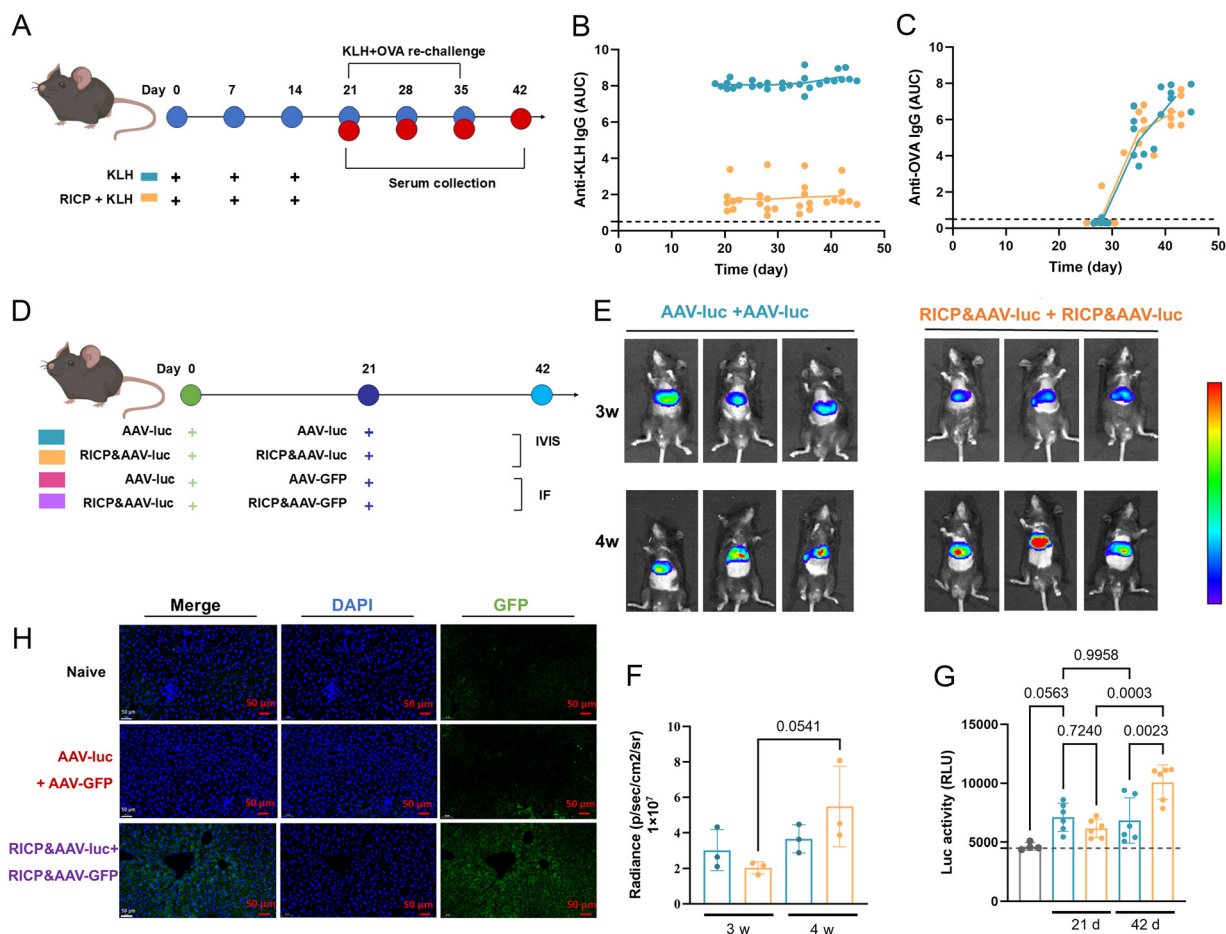 A
Day 0 7 14 21 28 35 42
KLH+OVA re-challenge
KLH + + +
RICP + KLH + + +
Serum collection
B
Anti-KLH IgG (AUC)
10
8
6
4
2
0
0 10 20 30 40 50
Time (day)
C
Anti-OVA IgG (AUC)
10
8
6
4
2
0
0 10 20 30 40 50
Time (day)
D
Day 0 21 42
AAV-luc + AAV-luc +
RICP&AAV-luc + RICP&AAV-luc +
IVIS
AAV-luc + AAV-GFP +
RICP&AAV-luc + RICP&AAV-GFP +
IF
E
AAV-luc +AAV-luc
RICP&AAV-luc + RICP&AAV-luc
3w
4w
H
Merge DAPI GFP
Naive
50 μm 50 μm 50 μm
50 μm
AAV-luc
+ AAV-GFP
50 μm 50 μm 50 μm
50 μm
RICP&AAV-luc+
RICP&AAV-GFP
50 μm 50 μm 50 μm
50 μm
F
Radiance (p/sec/cm2/sr)
1×10⁷
10
8
6
4
2
0
0.0541
3 w 4 w
G
Luc activity (RLU)
15000
10000
5000
0
0.9958
0.0563 0.0003
0.7240 0.0023
21 d 42 d